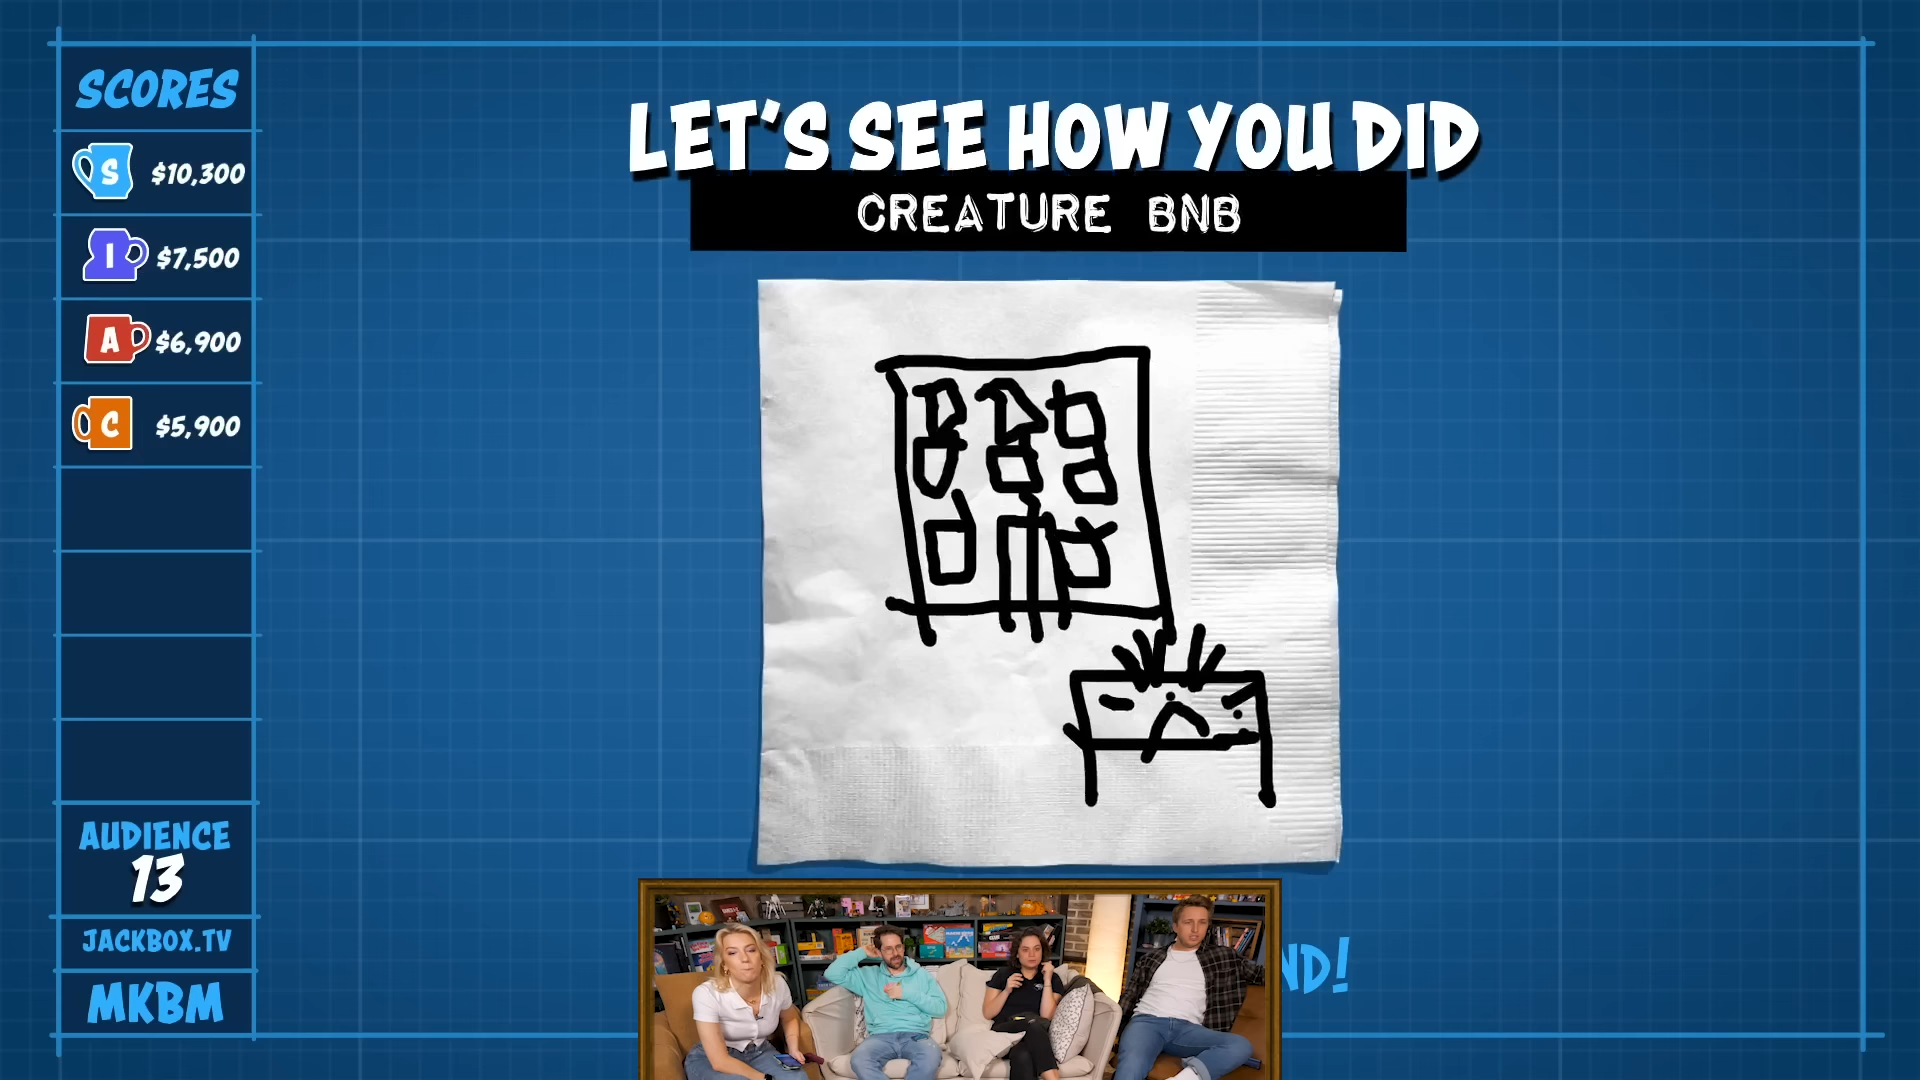 SCORES
S $10,300
I $7,500
A $6,900
C $5,900
AUDIENCE
13
JACKBOX.TV
MKBM
LET'S SEE HOW YOU DID
CREATURE BNB
ND!